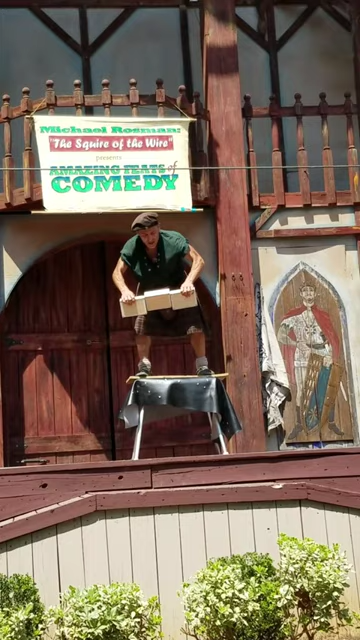 Michael Rosman:
"The Squire of the Wire"
presents
AMAZING FEATS of
COMEDY